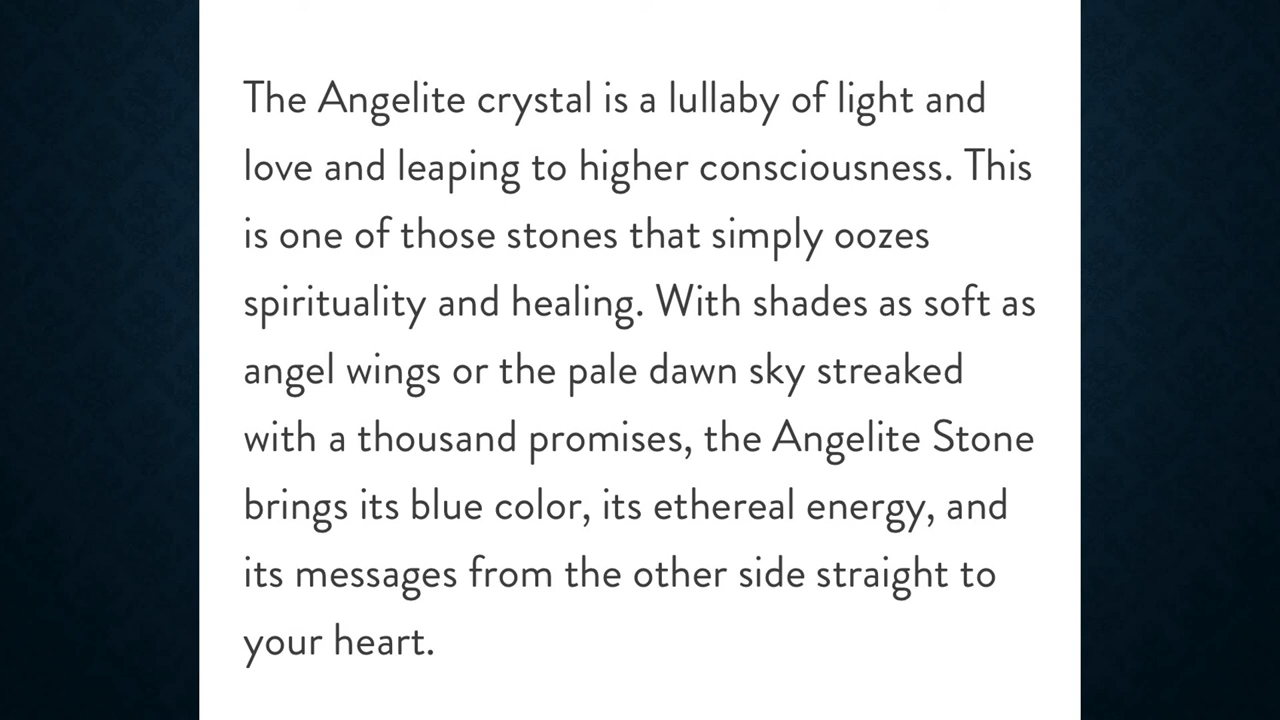 The Angelite crystal is a lullaby of light and
love and leaping to higher consciousness. This
is one of those stones that simply oozes
spirituality and healing. With shades as soft as
angel wings or the pale dawn sky streaked
with a thousand promises, the Angelite Stone
brings its blue color, its ethereal energy, and
its messages from the other side straight to
your heart.